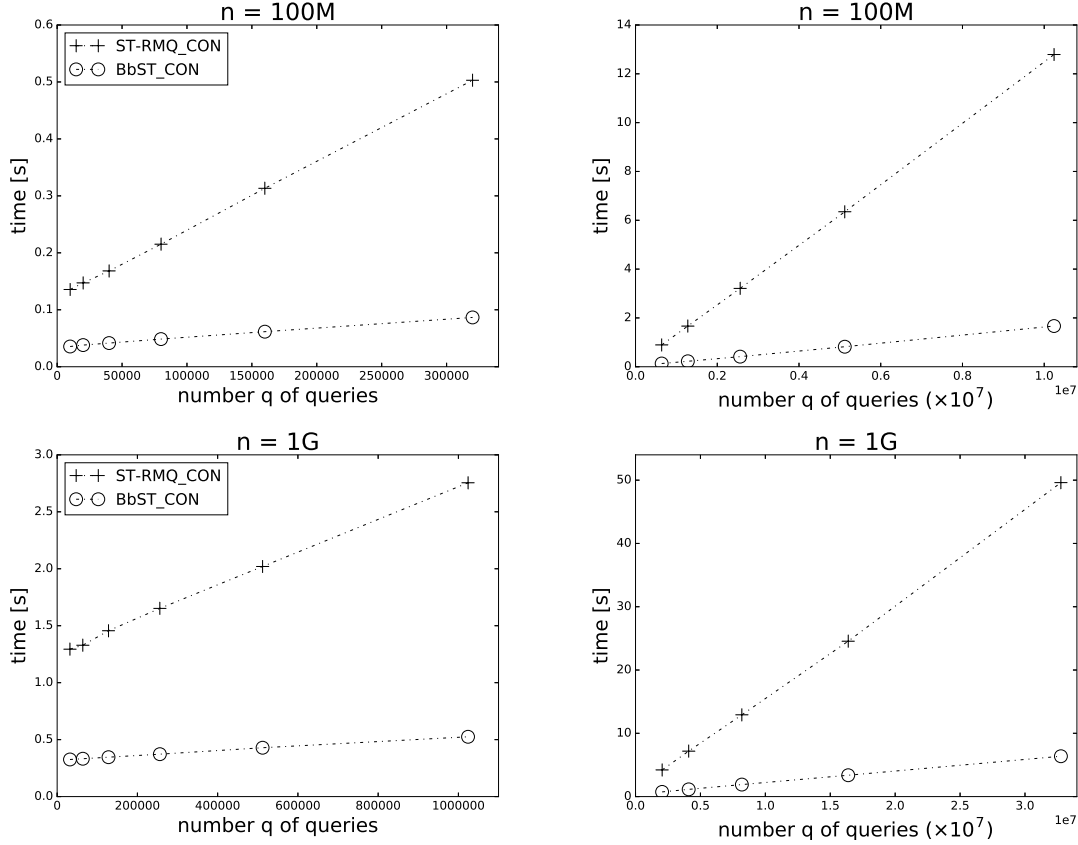 n = 100M
0.6
0.5
0.4
0.3
0.2
0.1
0.0
time [s]
ST-RMQ_CON
BbST_CON
0 50000 100000 150000 200000 250000 300000
number q of queries
n = 100M
14
12
10
8
6
4
2
0
time [s]
0.0 0.2 0.4 0.6 0.8 1.0
1e7
number q of queries (×10⁷)
n = 1G
3.0
2.5
2.0
1.5
1.0
0.5
0.0
time [s]
ST-RMQ_CON
BbST_CON
0 200000 400000 600000 800000 1000000
number q of queries
n = 1G
50
40
30
20
10
0
time [s]
0.0 0.5 1.0 1.5 2.0 2.5 3.0
1e7
number q of queries (×10⁷)